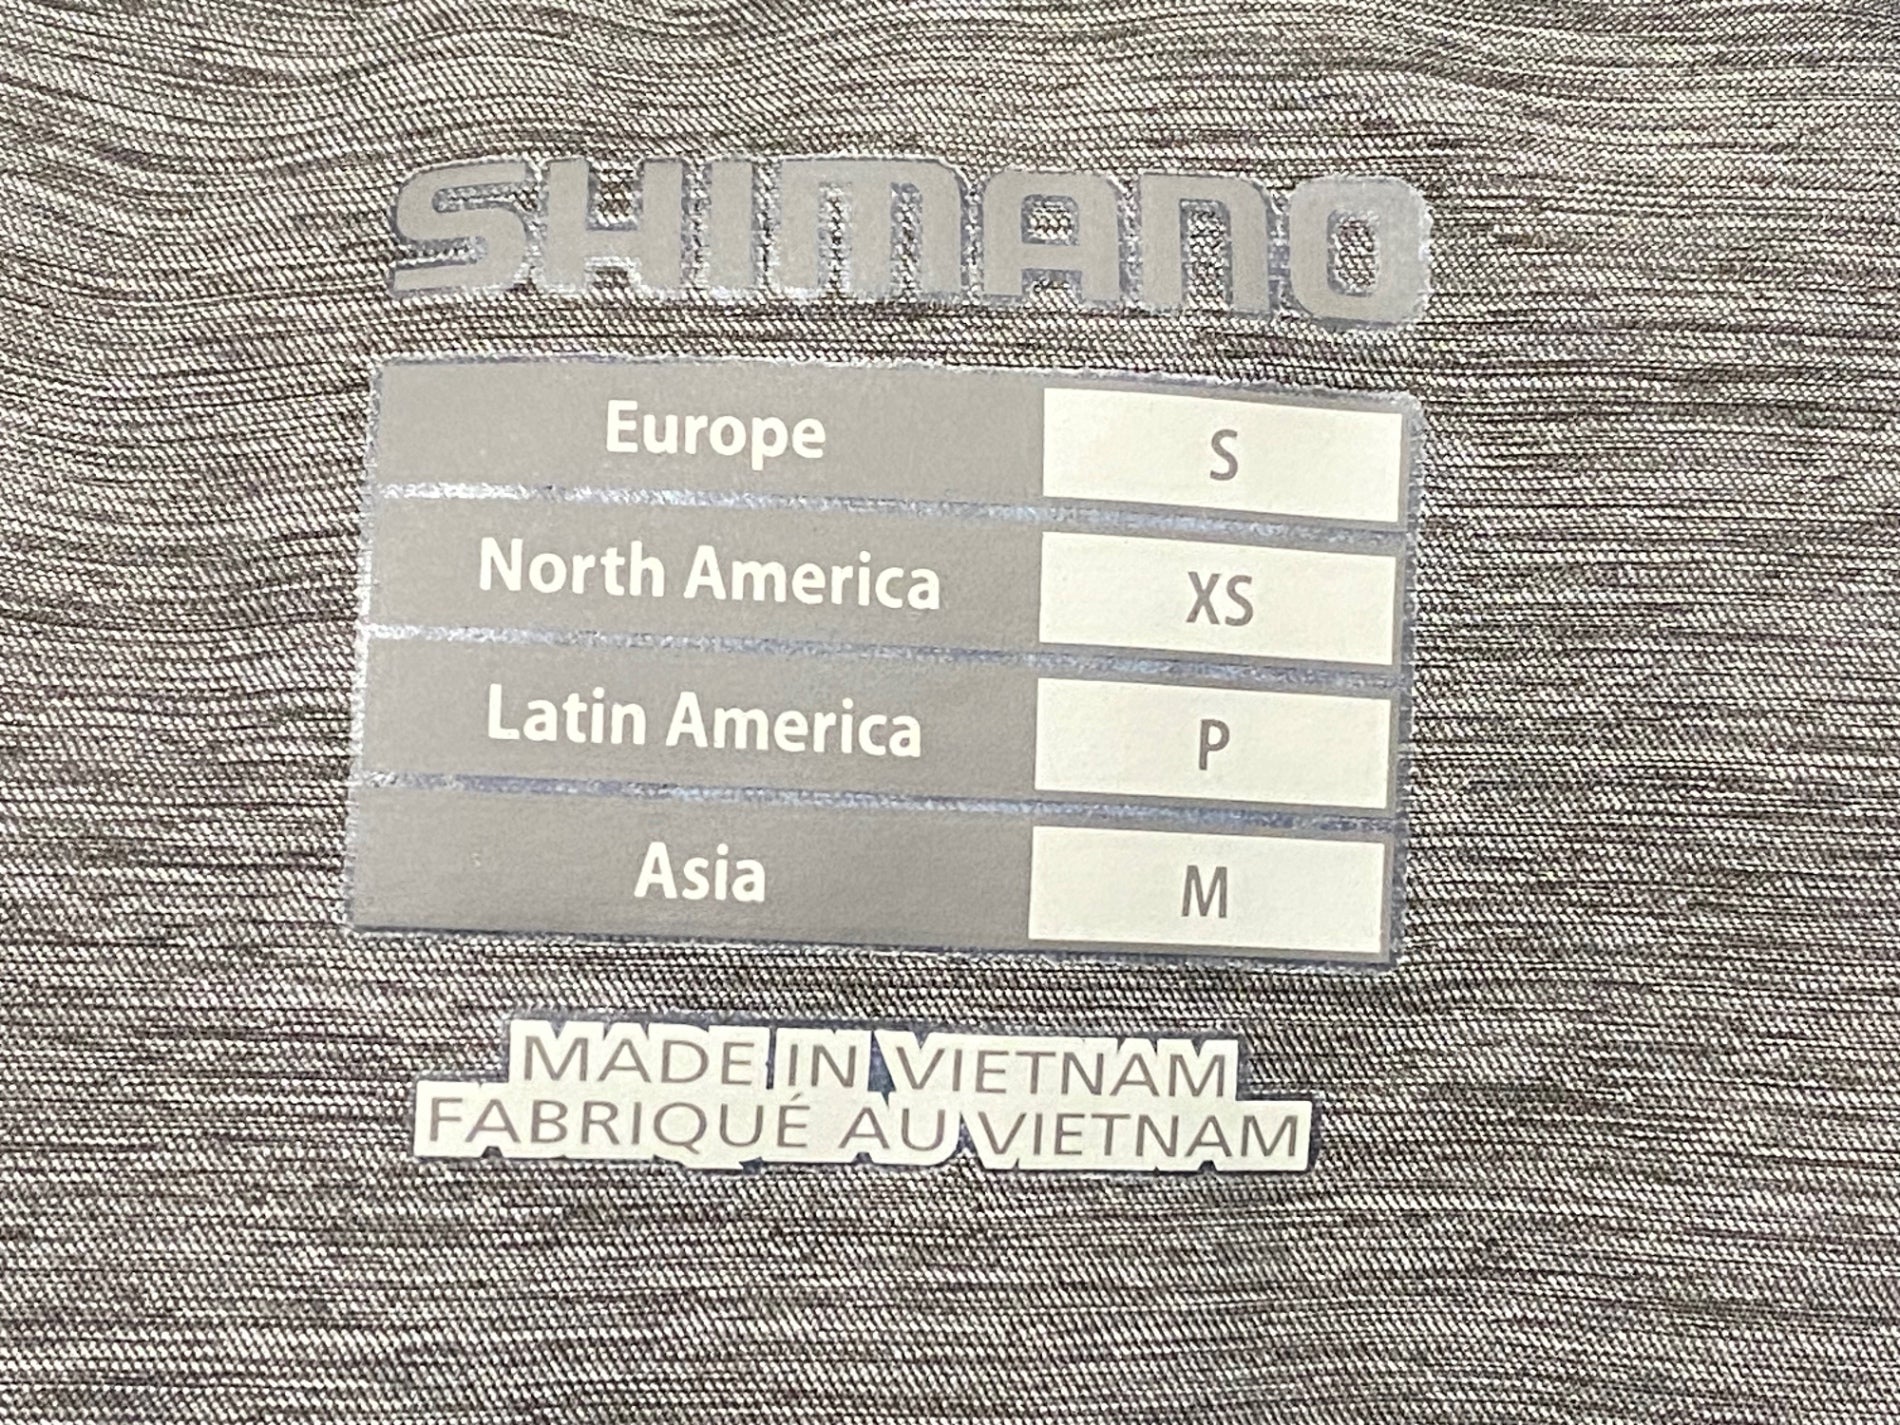 SHIMANO
Europe S
North America XS
Latin America P
Asia M
MADE IN VIETNAM
FABRIQUÉ AU VIETNAM